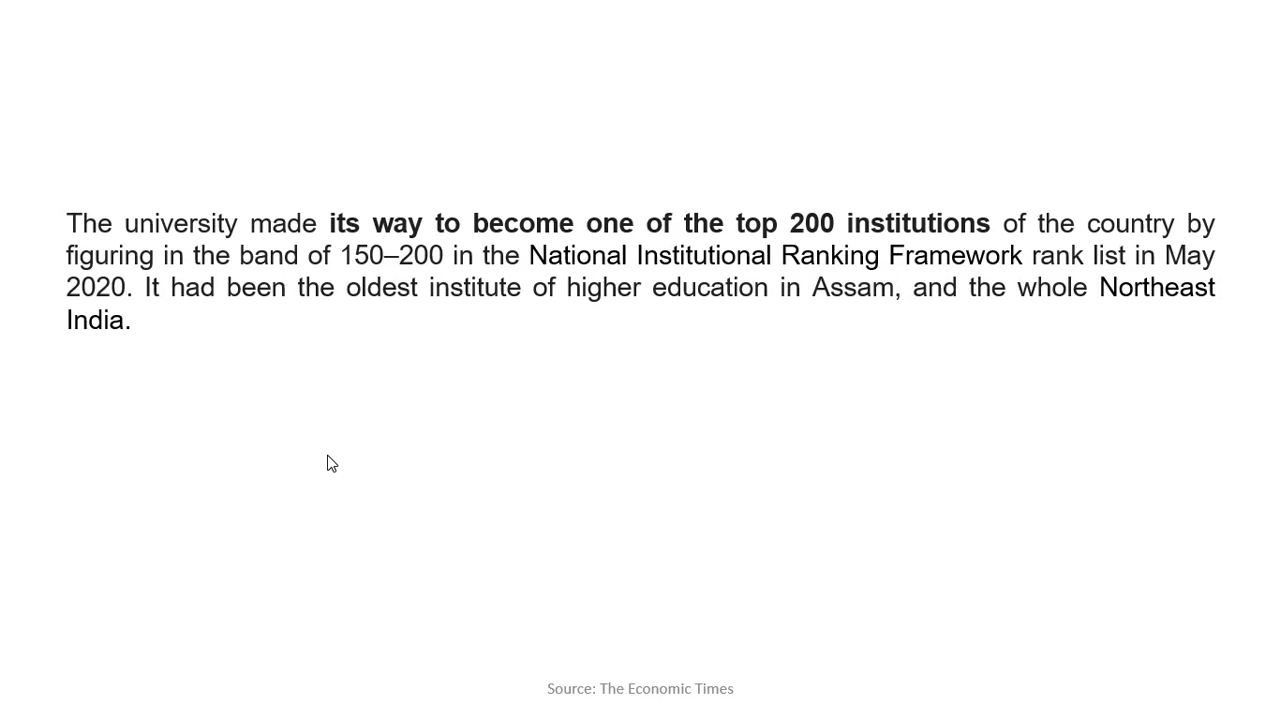 The university made its way to become one of the top 200 institutions of the country by
figuring in the band of 150–200 in the National Institutional Ranking Framework rank list in May
2020. It had been the oldest institute of higher education in Assam, and the whole Northeast
India.
Source: The Economic Times